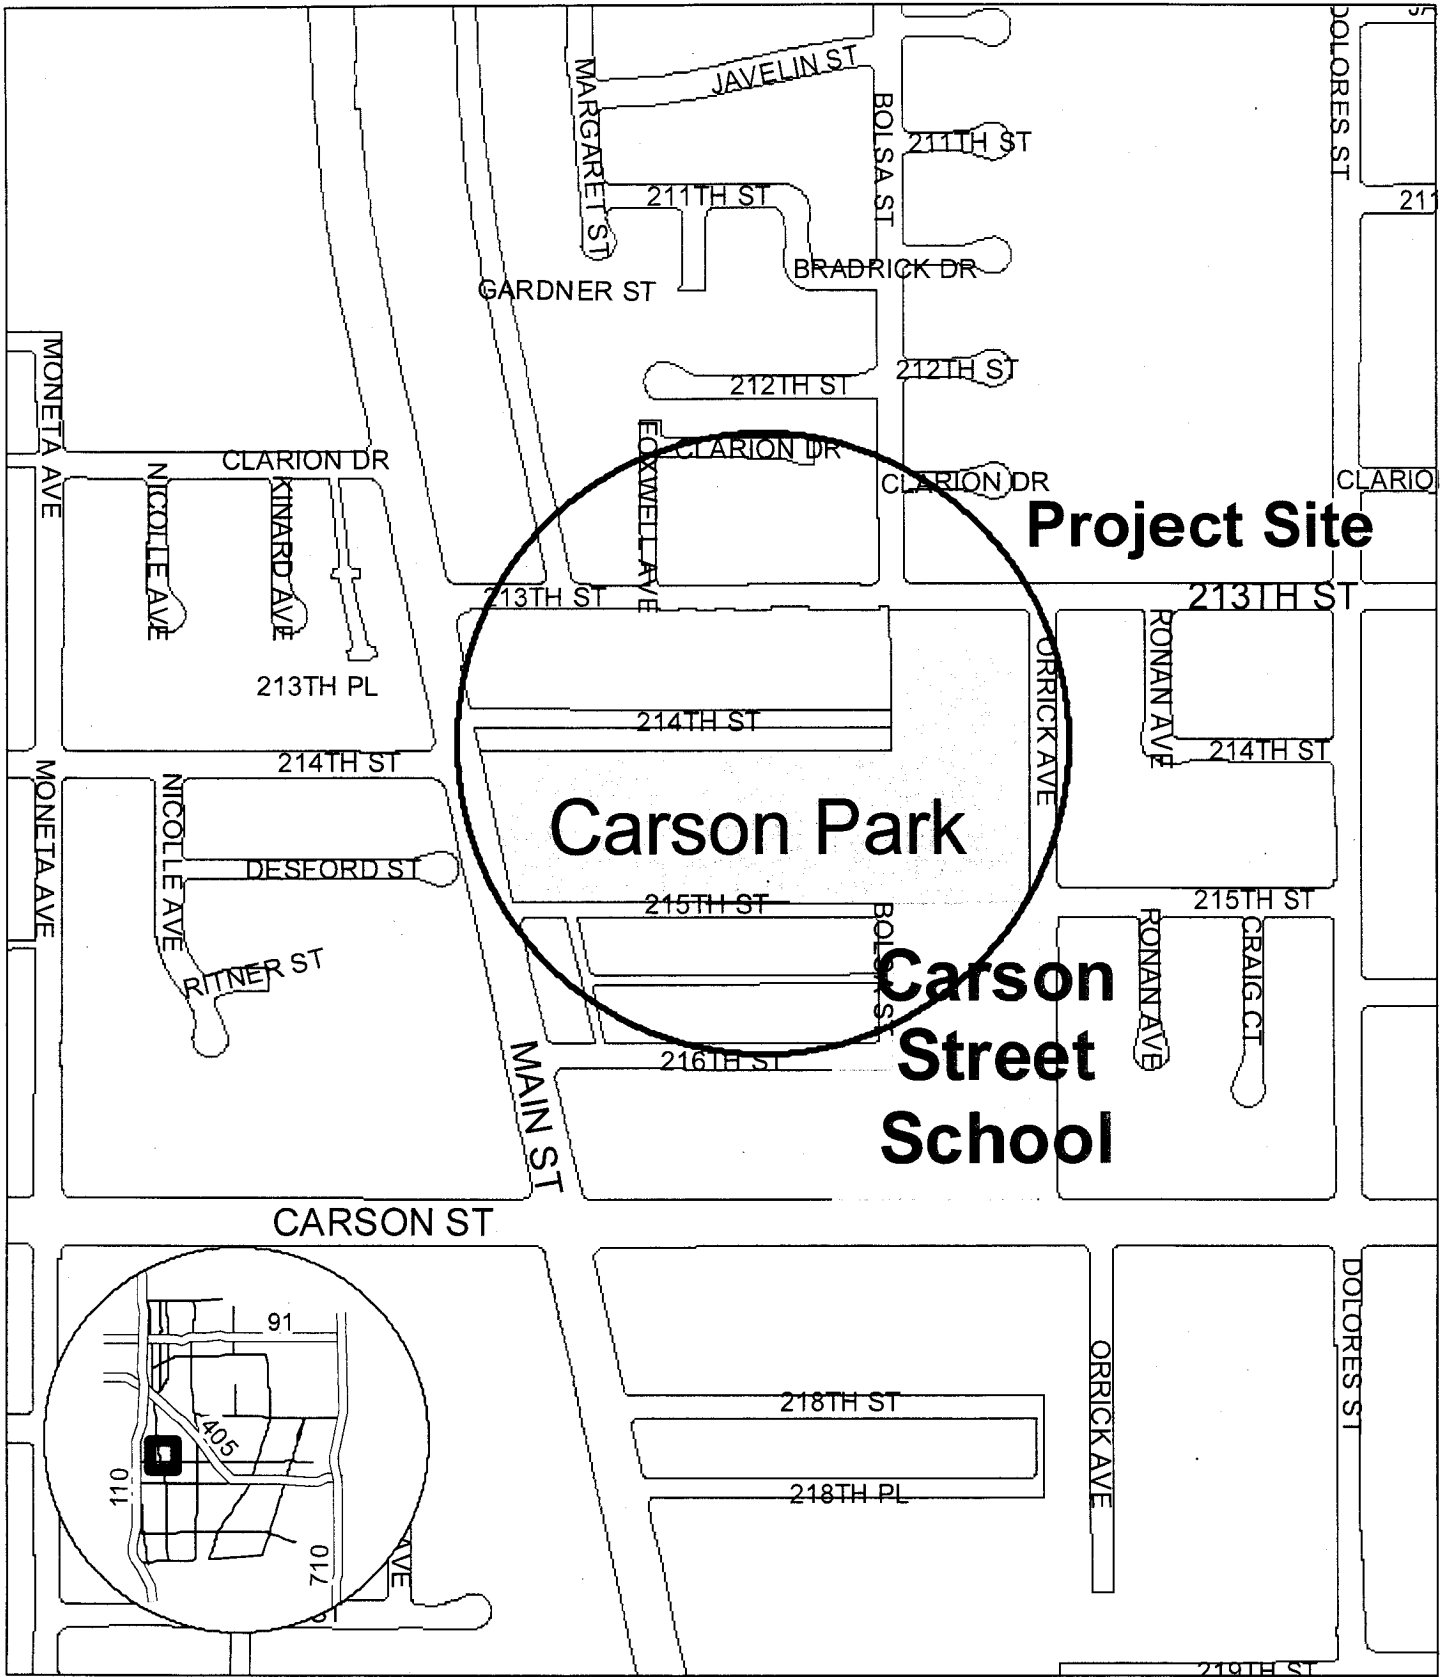 DOLORES ST
MARGARET ST
JAVELIN ST
BOLSA ST
211TH ST
211TH ST
211
BRADRICK DR
GARDNER ST
MONETA AVE
212TH ST
212TH ST
FOXWELL AVE
CLARION DR
CLARION DR
CLARION DR
CLARIO
NICOLLE AVE
KINARD AVE
Project Site
213TH ST
213TH ST
ORRICK AVE
RONAN AVE
213TH PL
214TH ST
214TH ST
214TH ST
MONETA AVE
NICOLLE AVE
Carson Park
DESFORD ST
215TH ST
215TH ST
BOLSA ST
RONAN AVE
CRAIG CT
RITNER ST
Carson
Street
School
MAIN ST
216TH ST
CARSON ST
DOLORES ST
91
405
110
710
AVE
ORRICK AVE
218TH ST
218TH PL
219TH ST